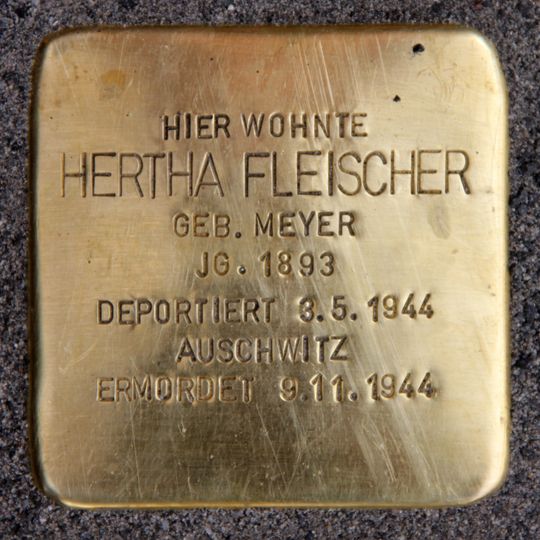 HIER WOHNTE
HERTHA FLEISCHER
GEB. MEYER
JG. 1893
DEPORTIERT 3.5.1944
AUSCHWITZ
ERMORDET 9.11.1944